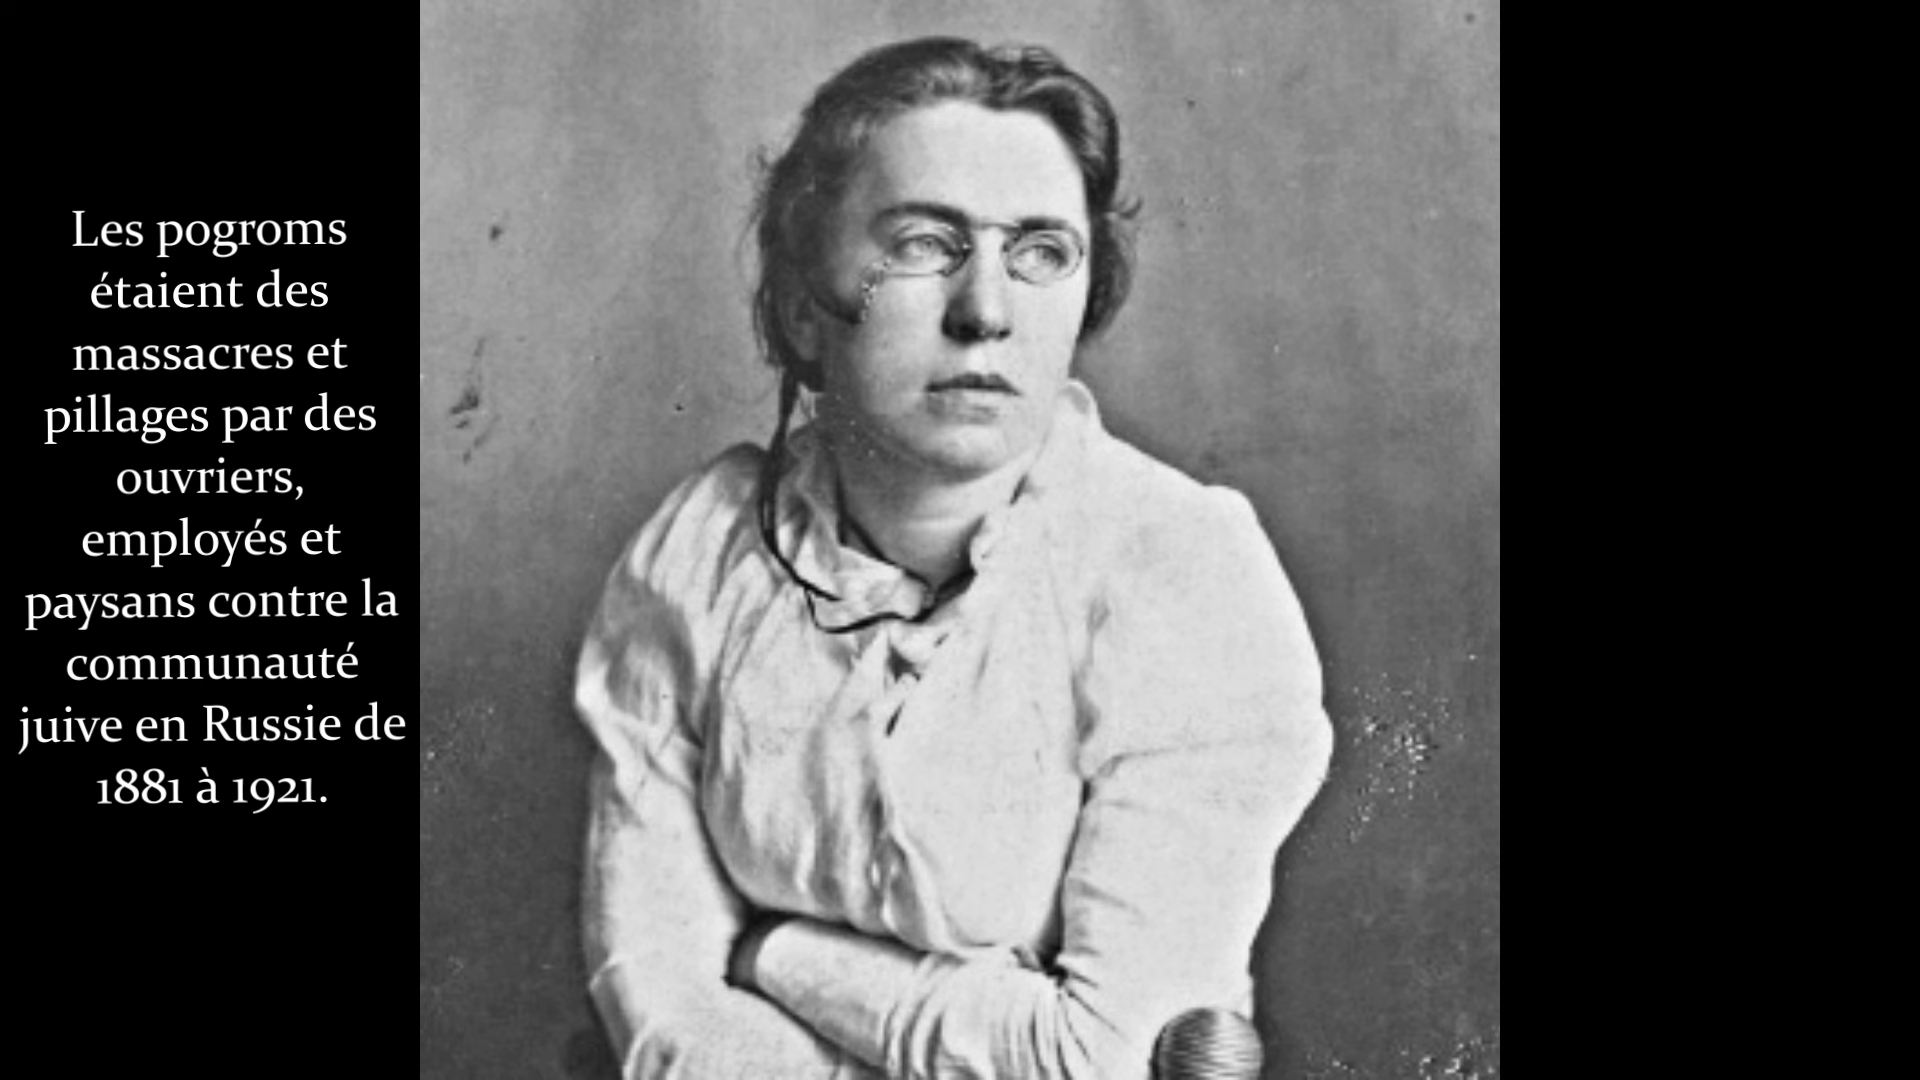 Les pogroms
étaient des
massacres et
pillages par des
ouvriers,
employés et
paysans contre la
communauté
juive en Russie de
1881 à 1921.